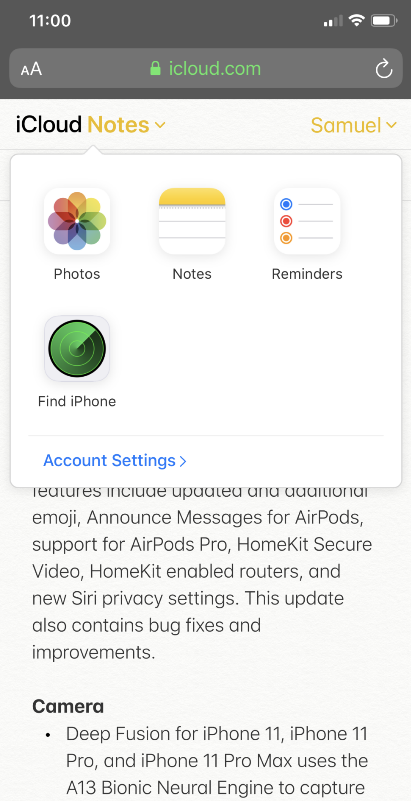 11:00
AA icloud.com
iCloud Notes Samuel
Photos Notes Reminders
Find iPhone
Account Settings
features include updated and additional
emoji, Announce Messages for AirPods,
support for AirPods Pro, HomeKit Secure
Video, HomeKit enabled routers, and
new Siri privacy settings. This update
also contains bug fixes and
improvements.
Camera
• Deep Fusion for iPhone 11, iPhone 11
Pro, and iPhone 11 Pro Max uses the
A13 Bionic Neural Engine to capture